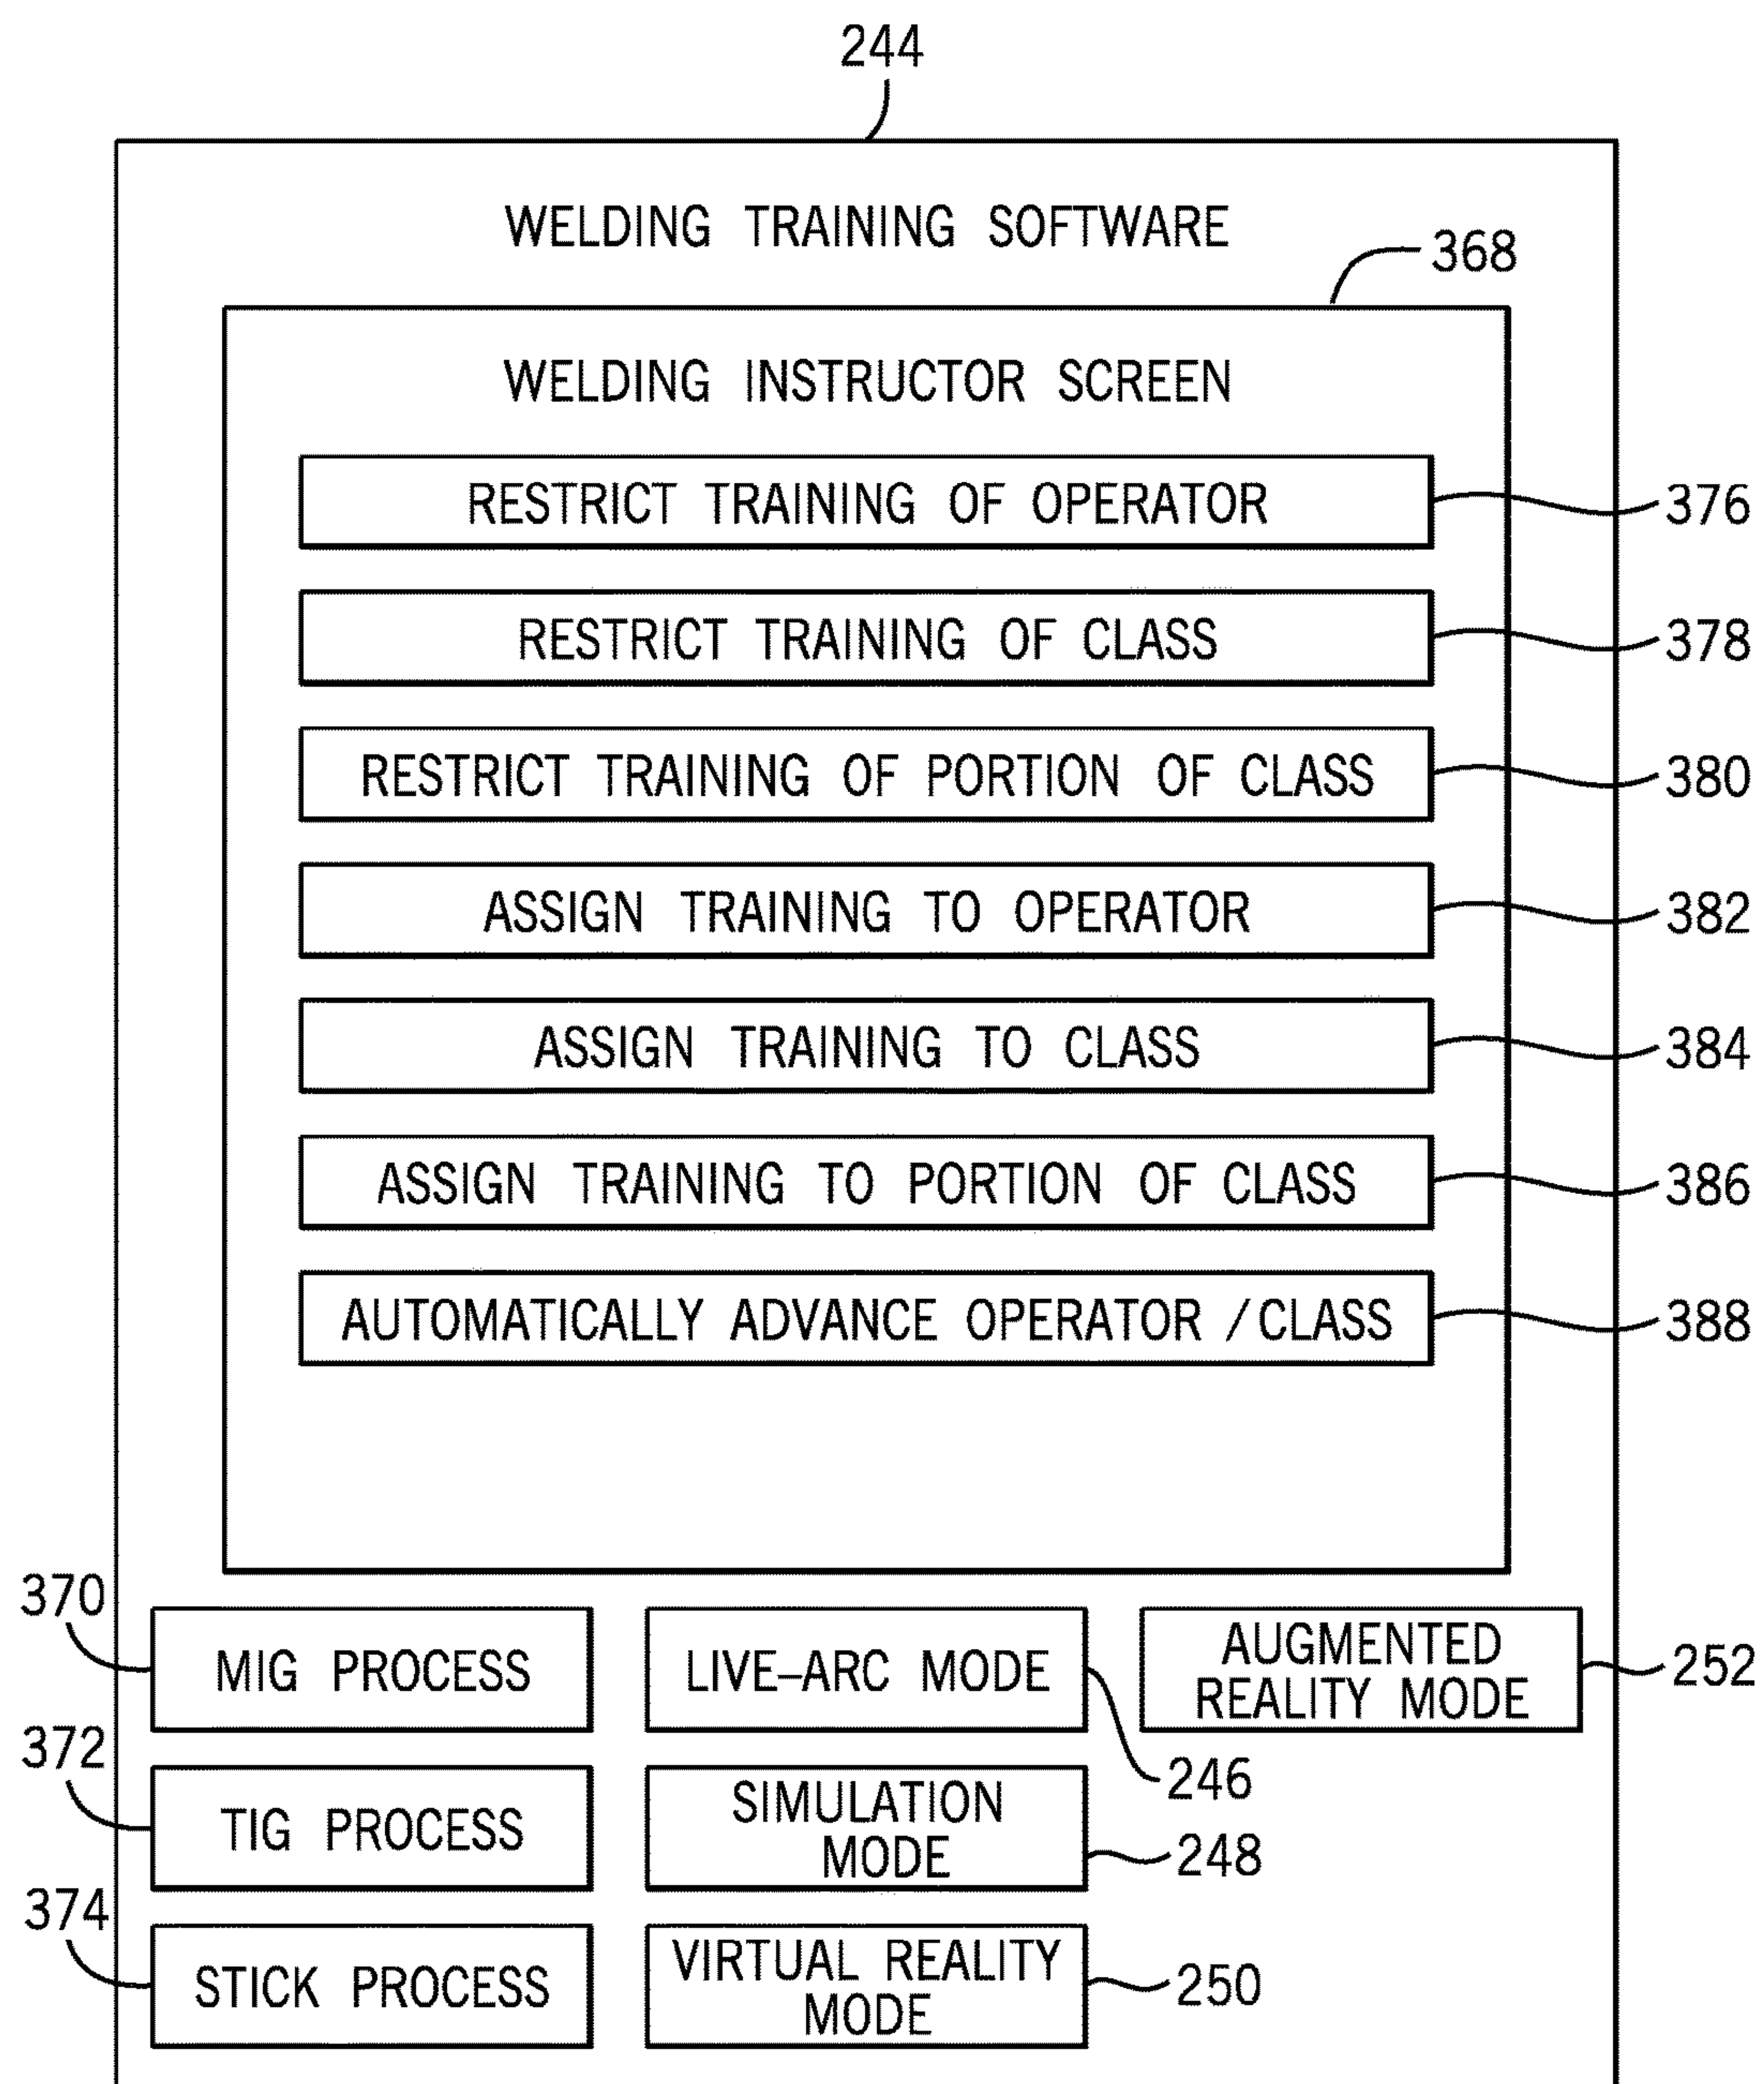 244
WELDING TRAINING SOFTWARE
368
WELDING INSTRUCTOR SCREEN
RESTRICT TRAINING OF OPERATOR
376
RESTRICT TRAINING OF CLASS
378
RESTRICT TRAINING OF PORTION OF CLASS
380
ASSIGN TRAINING TO OPERATOR
382
ASSIGN TRAINING TO CLASS
384
ASSIGN TRAINING TO PORTION OF CLASS
386
AUTOMATICALLY ADVANCE OPERATOR / CLASS
388
370
MIG PROCESS
LIVE–ARC MODE
AUGMENTED
REALITY MODE
252
372
246
TIG PROCESS
SIMULATION
MODE
248
374
STICK PROCESS
VIRTUAL REALITY
MODE
250